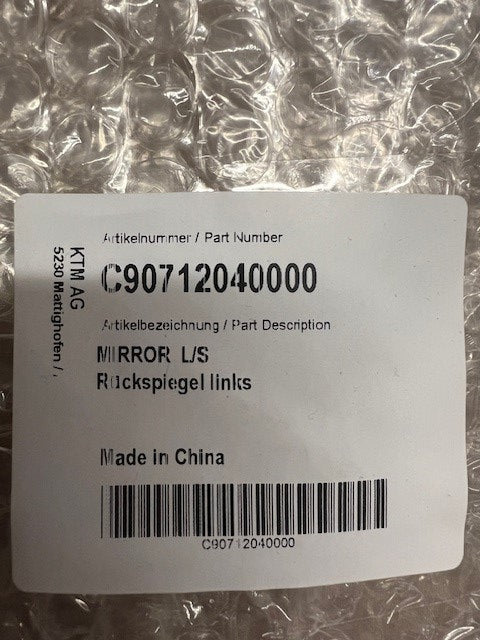 KTM AG
5230 Mattighofen /
Artikelnummer / Part Number
C90712040000
Artikelbezeichnung / Part Description
MIRROR L/S
Rückspiegel links
Made in China
C90712040000